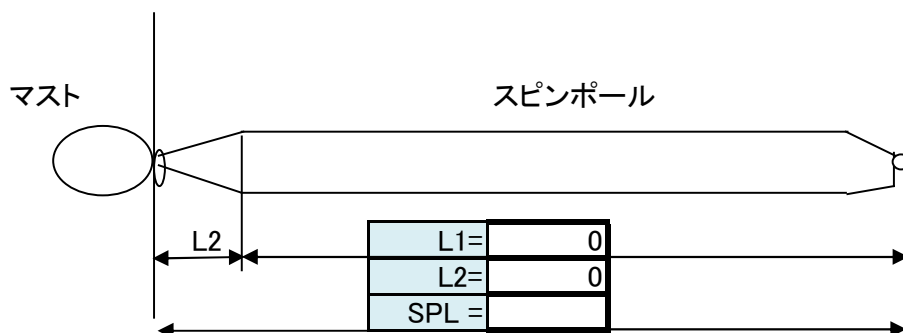 マスト
スピンポール
L2
L1= 0
L2= 0
SPL =